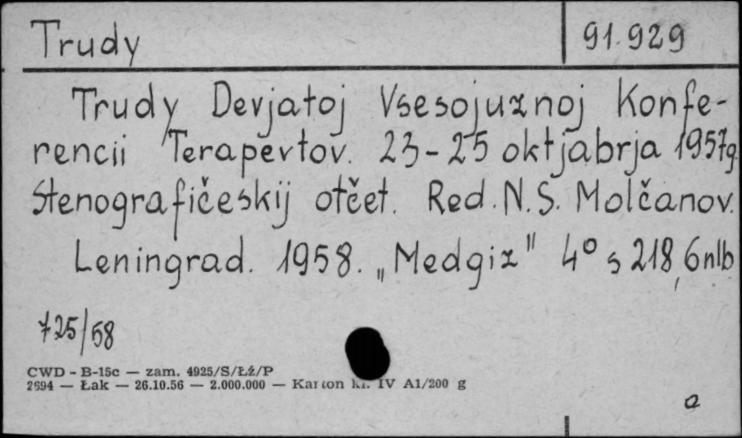 Trudy 91.929
Trudy Devjatoj Vsesojuznoj Konfe-
rencii Terapevtov. 23-25 oktjabrja 1957g.
Stenografičeskij otčet. Red. N.S. Molčanov.
Leningrad. 1958. „Medgiz" 4° s 218, 6nlb
725/58
CWD - B-15c — zam. 4925/S/Łź/P
2694 — Łak — 26.10.56 — 2.000.000 — Karton kl. IV A1/200 g
a